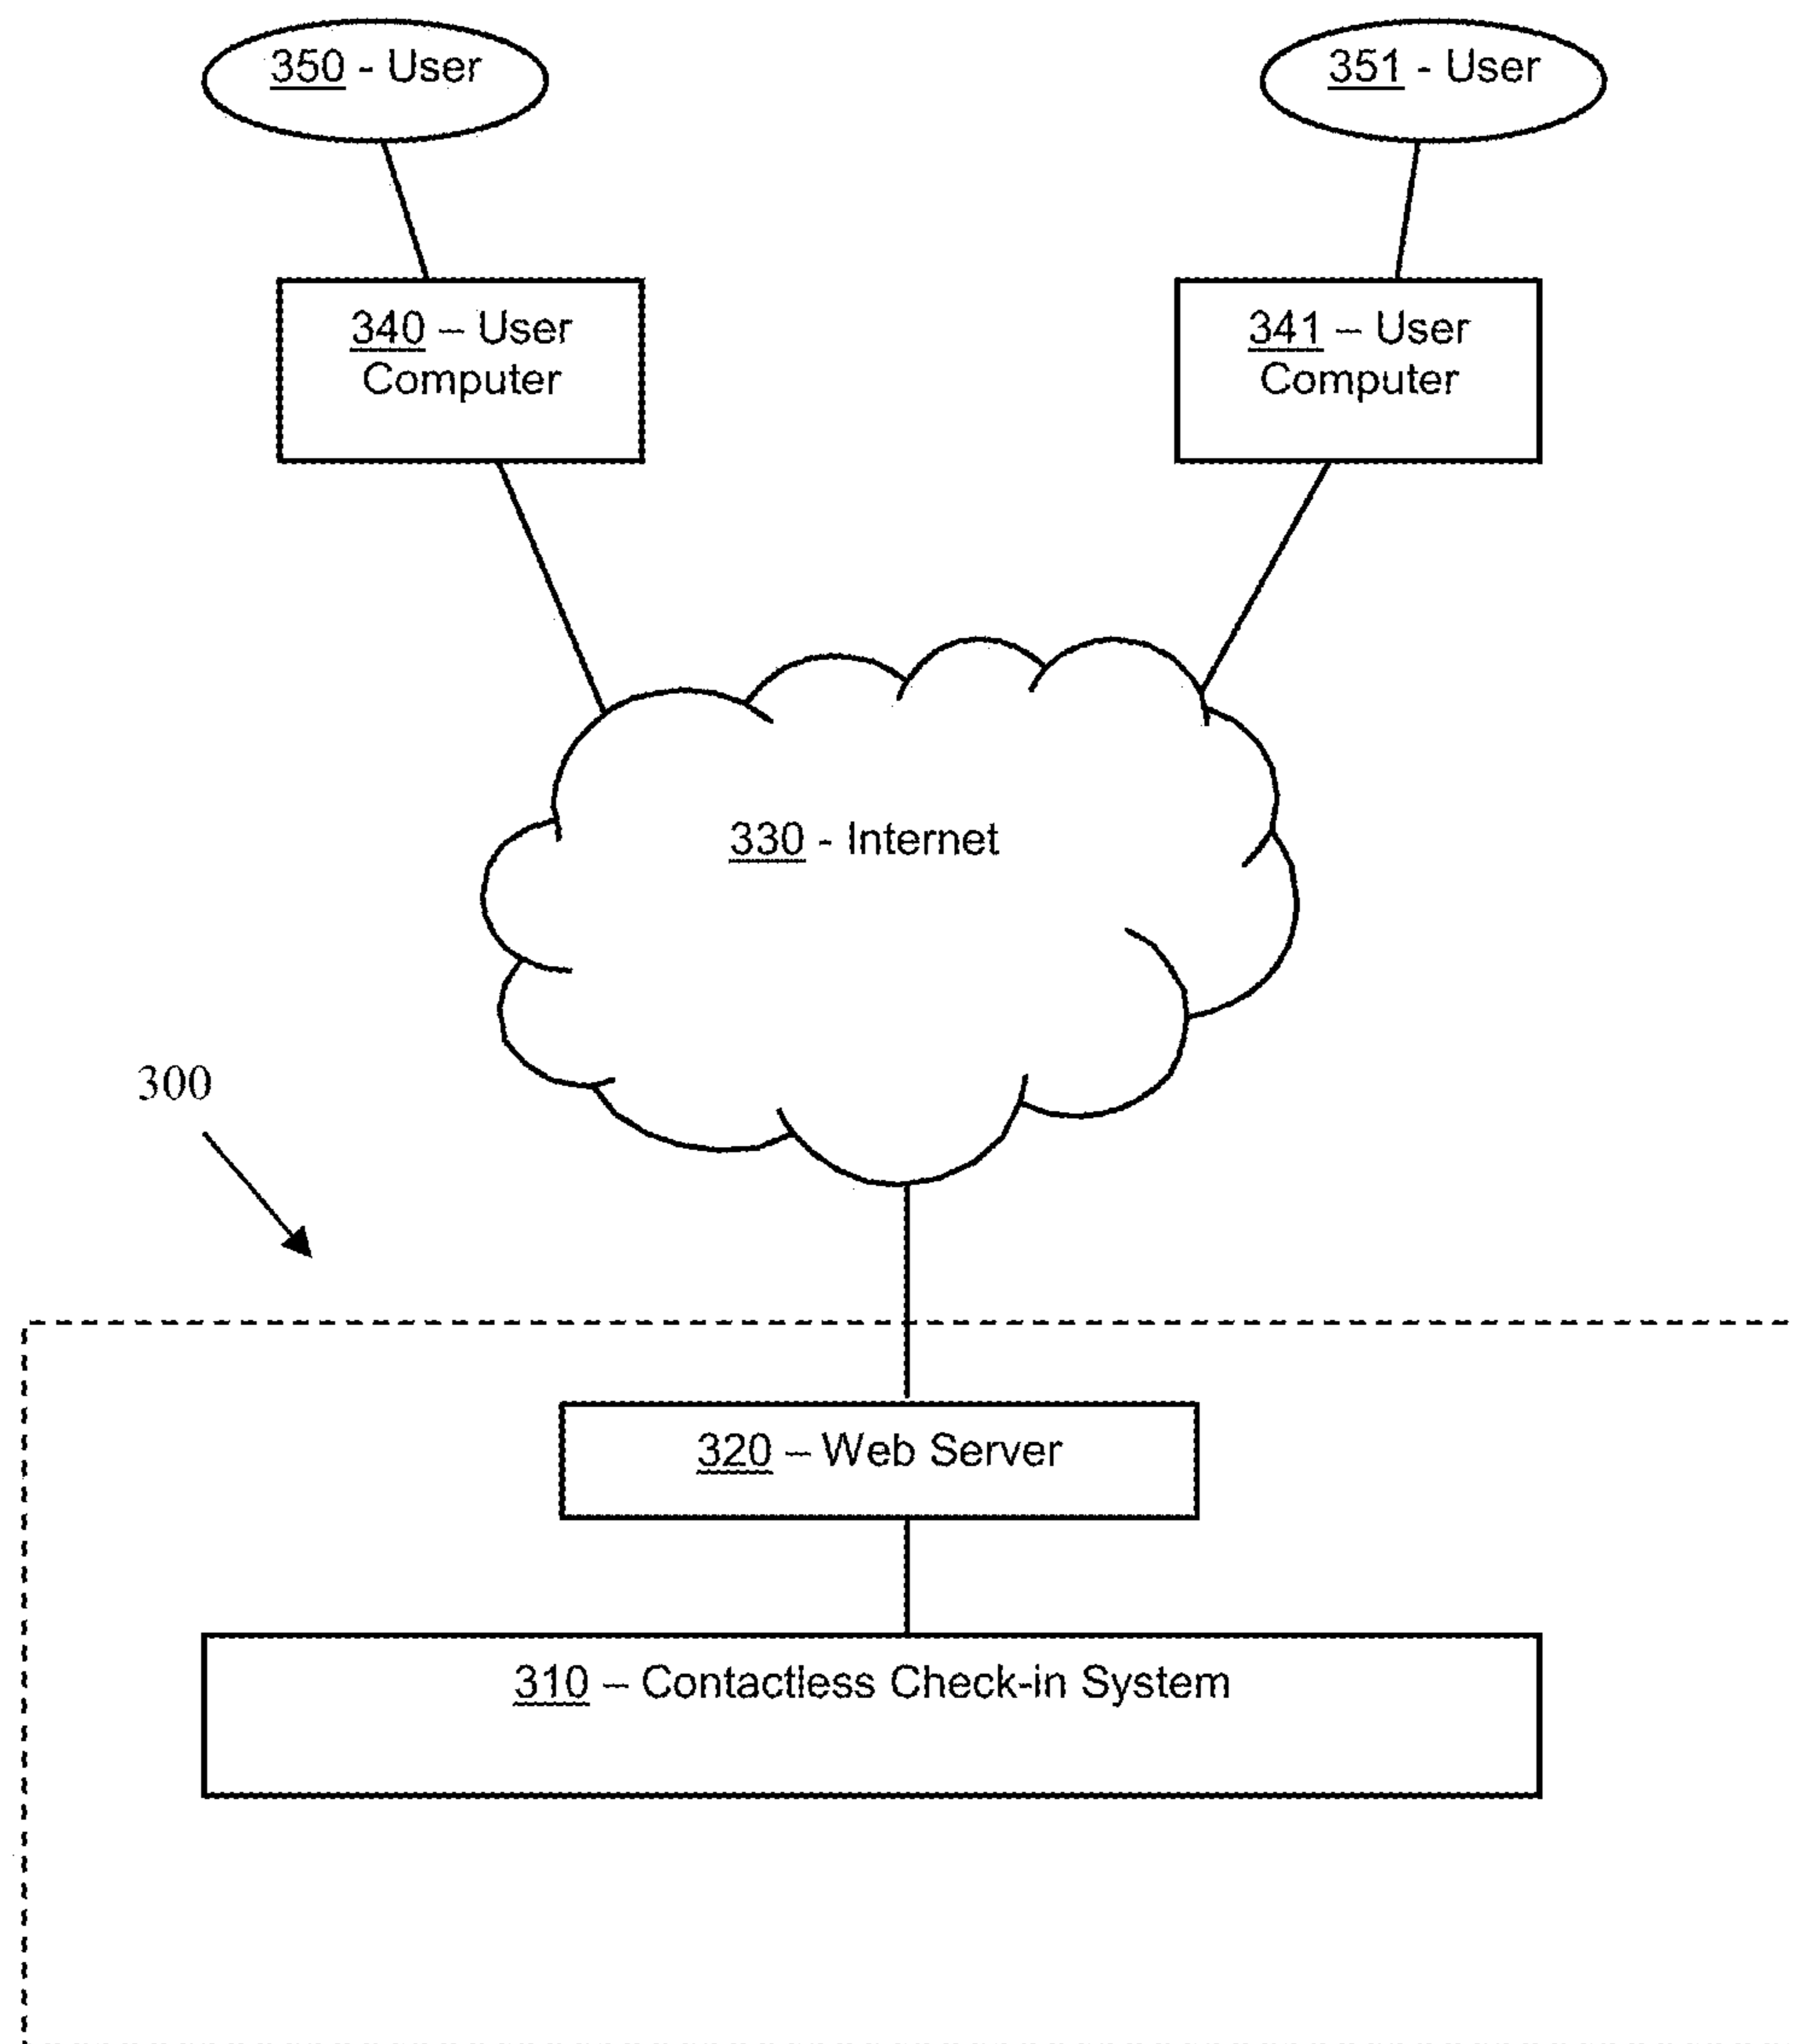 350 - User
351 - User
340 – User
Computer
341 – User
Computer
330 - Internet
300
320 – Web Server
310 – Contactless Check-in System